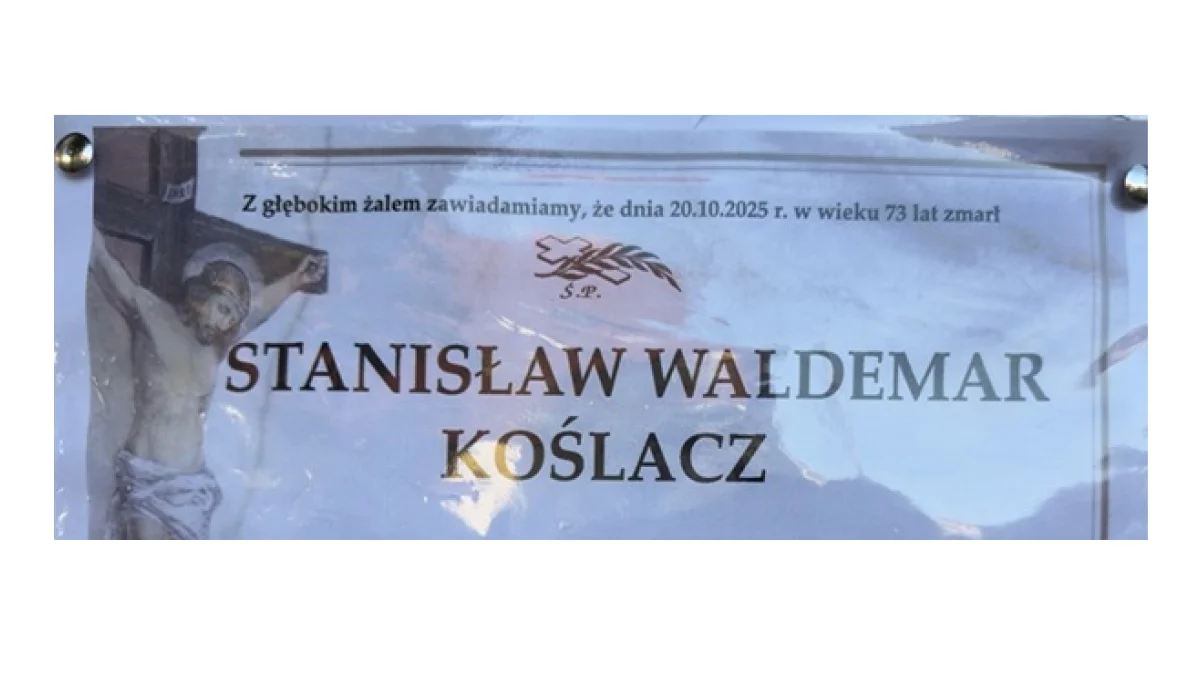 Z głębokim żalem zawiadamiamy, że dnia 20.10.2025 r. w wieku 73 lat zmarł
Ś.P.
STANISŁAW WALDEMAR
KOŚLACZ